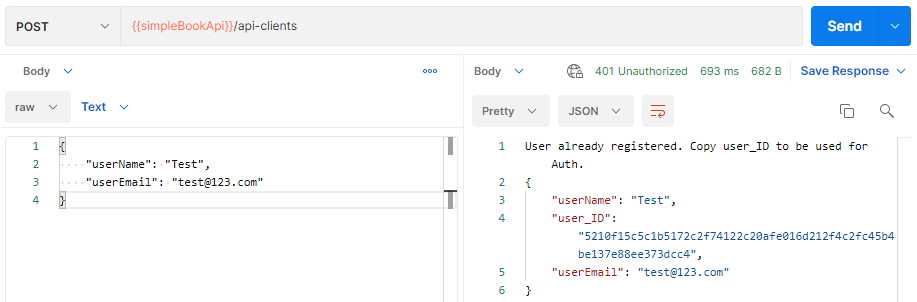 POST {{simpleBookApi}}/api-clients Send
Body Body 401 Unauthorized 693 ms 682 B Save Response
raw Text Pretty JSON
1 {
2 "userName": "Test",
3 "userEmail": "test@123.com"
4 }
1 User already registered. Copy user_ID to be used for
Auth.
2 {
3 "userName": "Test",
4 "user_ID":
"5210f15c5c1b5172c2f74122c20afe016d212f4c2fc45b4
be137e88ee373dcc4",
5 "userEmail": "test@123.com"
6 }